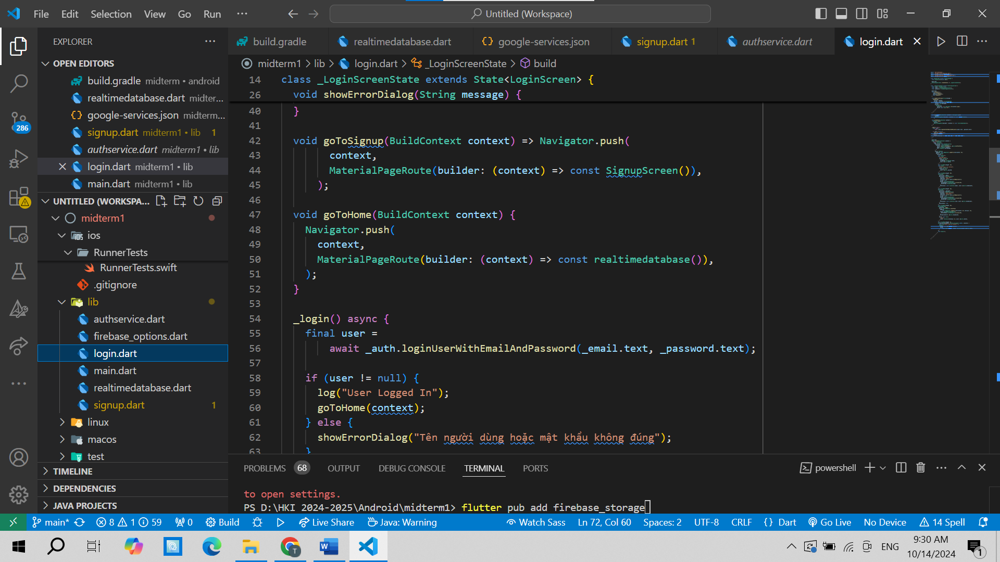 File Edit Selection View Go Run ··· Untitled (Workspace)
EXPLORER
OPEN EDITORS
build.gradle midterm • android
realtimedatabase.dart midter...
google-services.json midterm...
signup.dart midterm1 • lib 1
authservice.dart midterm1 • lib
login.dart midterm1 • lib
main.dart midterm1 • lib
UNTITLED (WORKSPA...
midterm1
ios
RunnerTests
RunnerTests.swift
.gitignore
lib
authservice.dart
firebase_options.dart
login.dart
main.dart
realtimedatabase.dart
signup.dart 1
linux
macos
test
TIMELINE
DEPENDENCIES
JAVA PROJECTS
286
build.gradle realtimedatabase.dart google-services.json signup.dart 1 authservice.dart login.dart
midterm1 > lib > login.dart > _LoginScreenState > build
14 class _LoginScreenState extends State<LoginScreen> {
26 void showErrorDialog(String message) {
40 }
41
42 void goToSignup(BuildContext context) => Navigator.push(
43 context,
44 MaterialPageRoute(builder: (context) => const SignupScreen()),
45 );
46
47 void goToHome(BuildContext context) {
48 Navigator.push(
49 context,
50 MaterialPageRoute(builder: (context) => const realtimedatabase()),
51 );
52 }
53
54 _login() async {
55 final user =
56 await _auth.loginUserWithEmailAndPassword(_email.text, _password.text);
57
58 if (user != null) {
59 log("User Logged In");
60 goToHome(context);
61 } else {
62 showErrorDialog("Tên người dùng hoặc mật khẩu không đúng");
63 }
PROBLEMS 68 OUTPUT DEBUG CONSOLE TERMINAL PORTS powershell
to open settings.
PS D:\HKI 2024-2025\Android\midterm1> flutter pub add firebase_storage
main* 8 1 59 0 Build Live Share Java: Warning Watch Sass Ln 72, Col 60 Spaces: 2 UTF-8 CRLF {} Dart Go Live No Device 14 Spell
T ENG 9:30 AM 1
10/14/2024